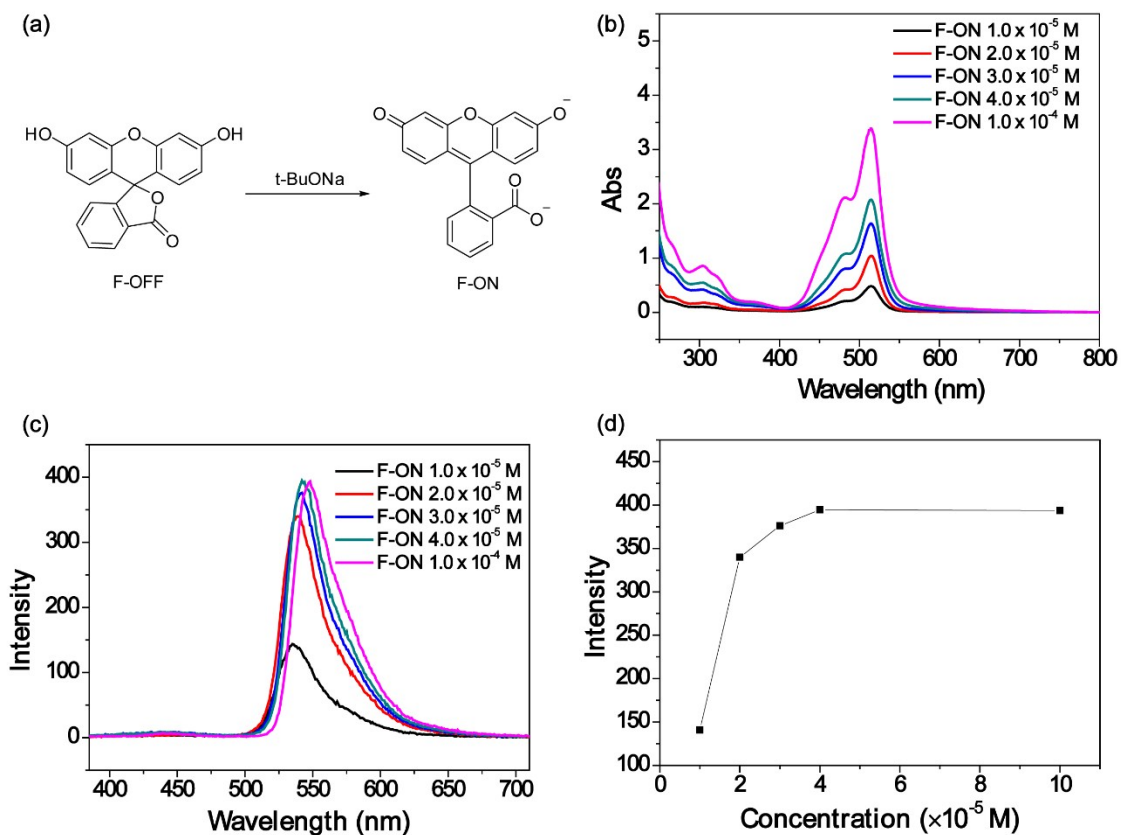 (a)
HO
O
OH
O
O
F-OFF
t-BuONa
O
O
O⁻
O
O⁻
F-ON
(b)
Abs
5
4
3
2
1
0
F-ON 1.0 x 10⁻⁵ M
F-ON 2.0 x 10⁻⁵ M
F-ON 3.0 x 10⁻⁵ M
F-ON 4.0 x 10⁻⁵ M
F-ON 1.0 x 10⁻⁴ M
300 400 500 600 700 800
Wavelength (nm)
(c)
Intensity
400
300
200
100
0
F-ON 1.0 x 10⁻⁵ M
F-ON 2.0 x 10⁻⁵ M
F-ON 3.0 x 10⁻⁵ M
F-ON 4.0 x 10⁻⁵ M
F-ON 1.0 x 10⁻⁴ M
400 450 500 550 600 650 700
Wavelength (nm)
(d)
Intensity
450
400
350
300
250
200
150
100
0 2 4 6 8 10
Concentration (×10⁻⁵ M)